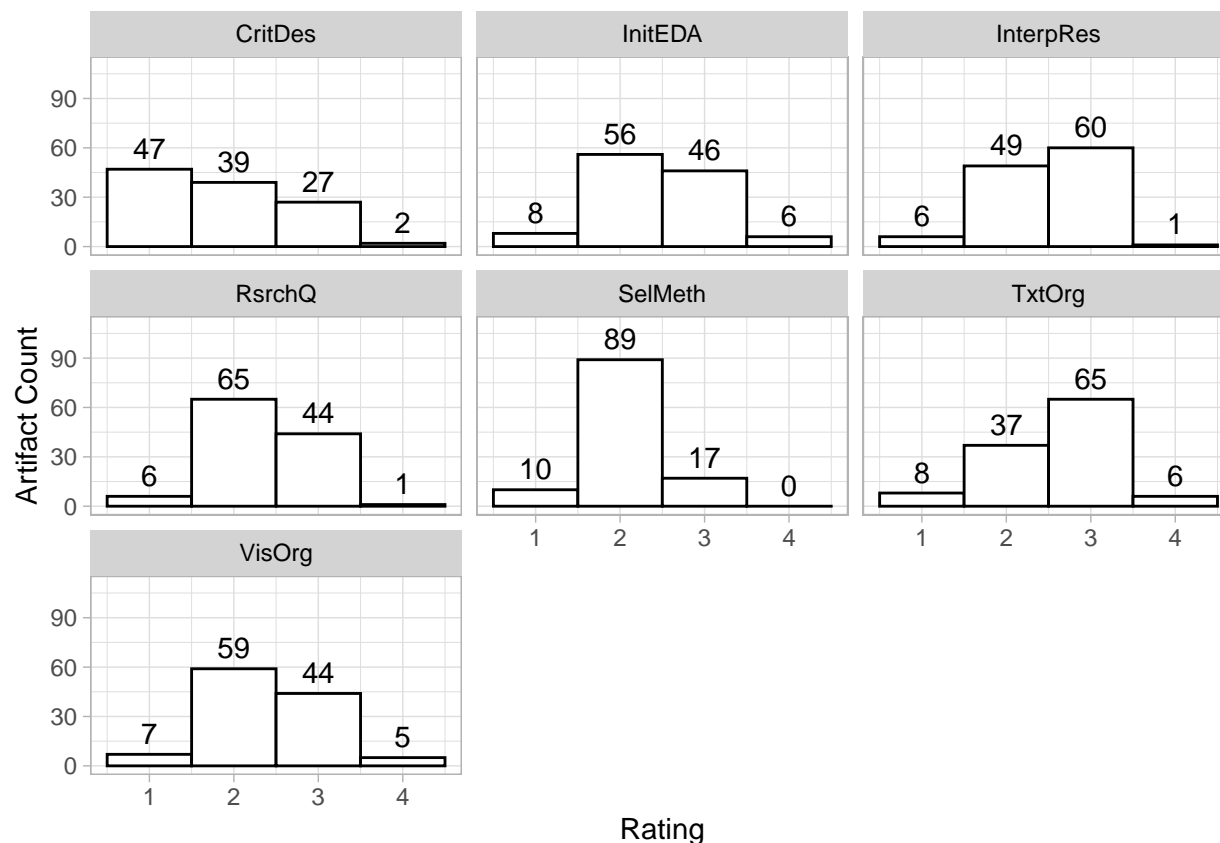 CritDes InitEDA InterpRes
90
60
30
0
47 39 27 2
8 56 46 6
6 49 60 1
RsrchQ SelMeth TxtOrg
90
60
30
0
6 65 44 1
10 89 17 0
8 37 65 6
1 2 3 4
1 2 3 4
VisOrg
90
60
30
0
7 59 44 5
1 2 3 4
Artifact Count
Rating